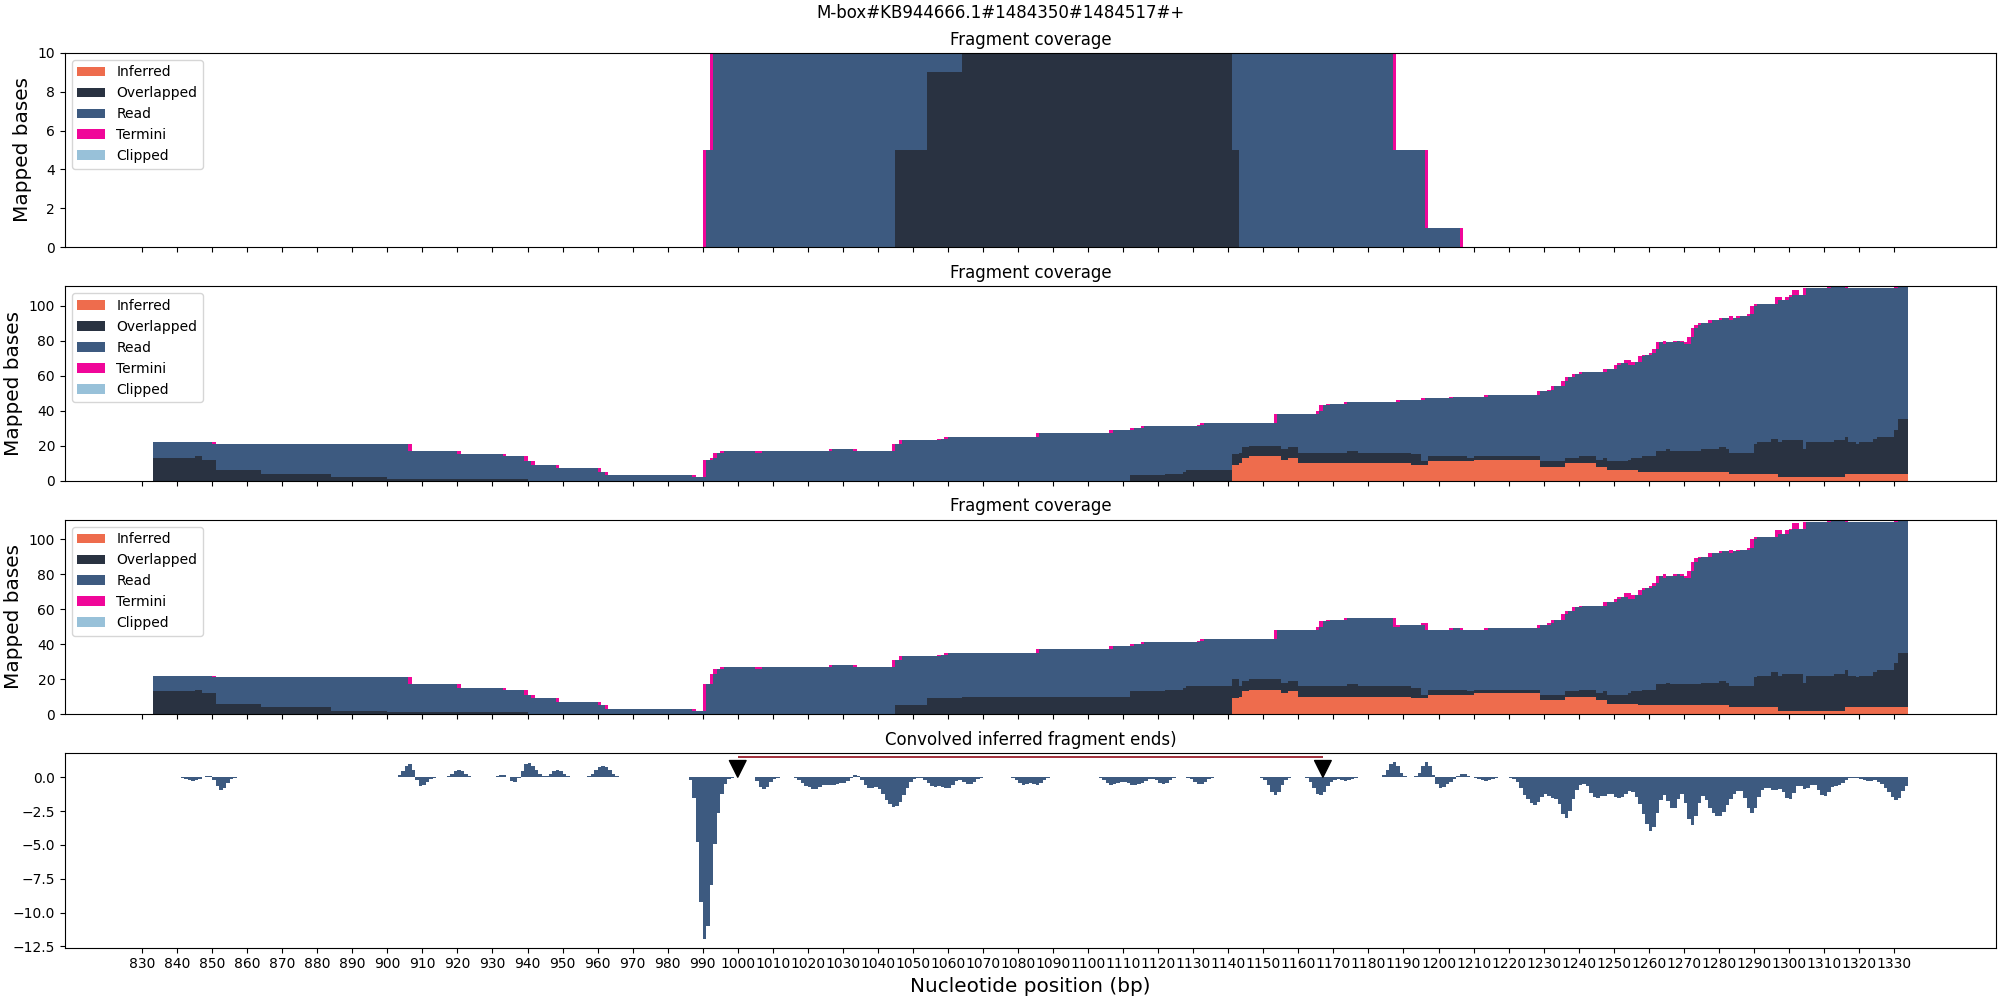 M-box#KB944666.1#1484350#1484517#+
Fragment coverage
Mapped bases
10
8
6
4
2
0
Inferred
Overlapped
Read
Termini
Clipped
Fragment coverage
Mapped bases
100
80
60
40
20
0
Inferred
Overlapped
Read
Termini
Clipped
Fragment coverage
Mapped bases
100
80
60
40
20
0
Inferred
Overlapped
Read
Termini
Clipped
Convolved inferred fragment ends)
0.0
−2.5
−5.0
−7.5
−10.0
−12.5
830 840 850 860 870 880 890 900 910 920 930 940 950 960 970 980 990 1000 1010 1020 1030 1040 1050 1060 1070 1080 1090 1100 1110 1120 1130 1140 1150 1160 1170 1180 1190 1200 1210 1220 1230 1240 1250 1260 1270 1280 1290 1300 1310 1320 1330
Nucleotide position (bp)